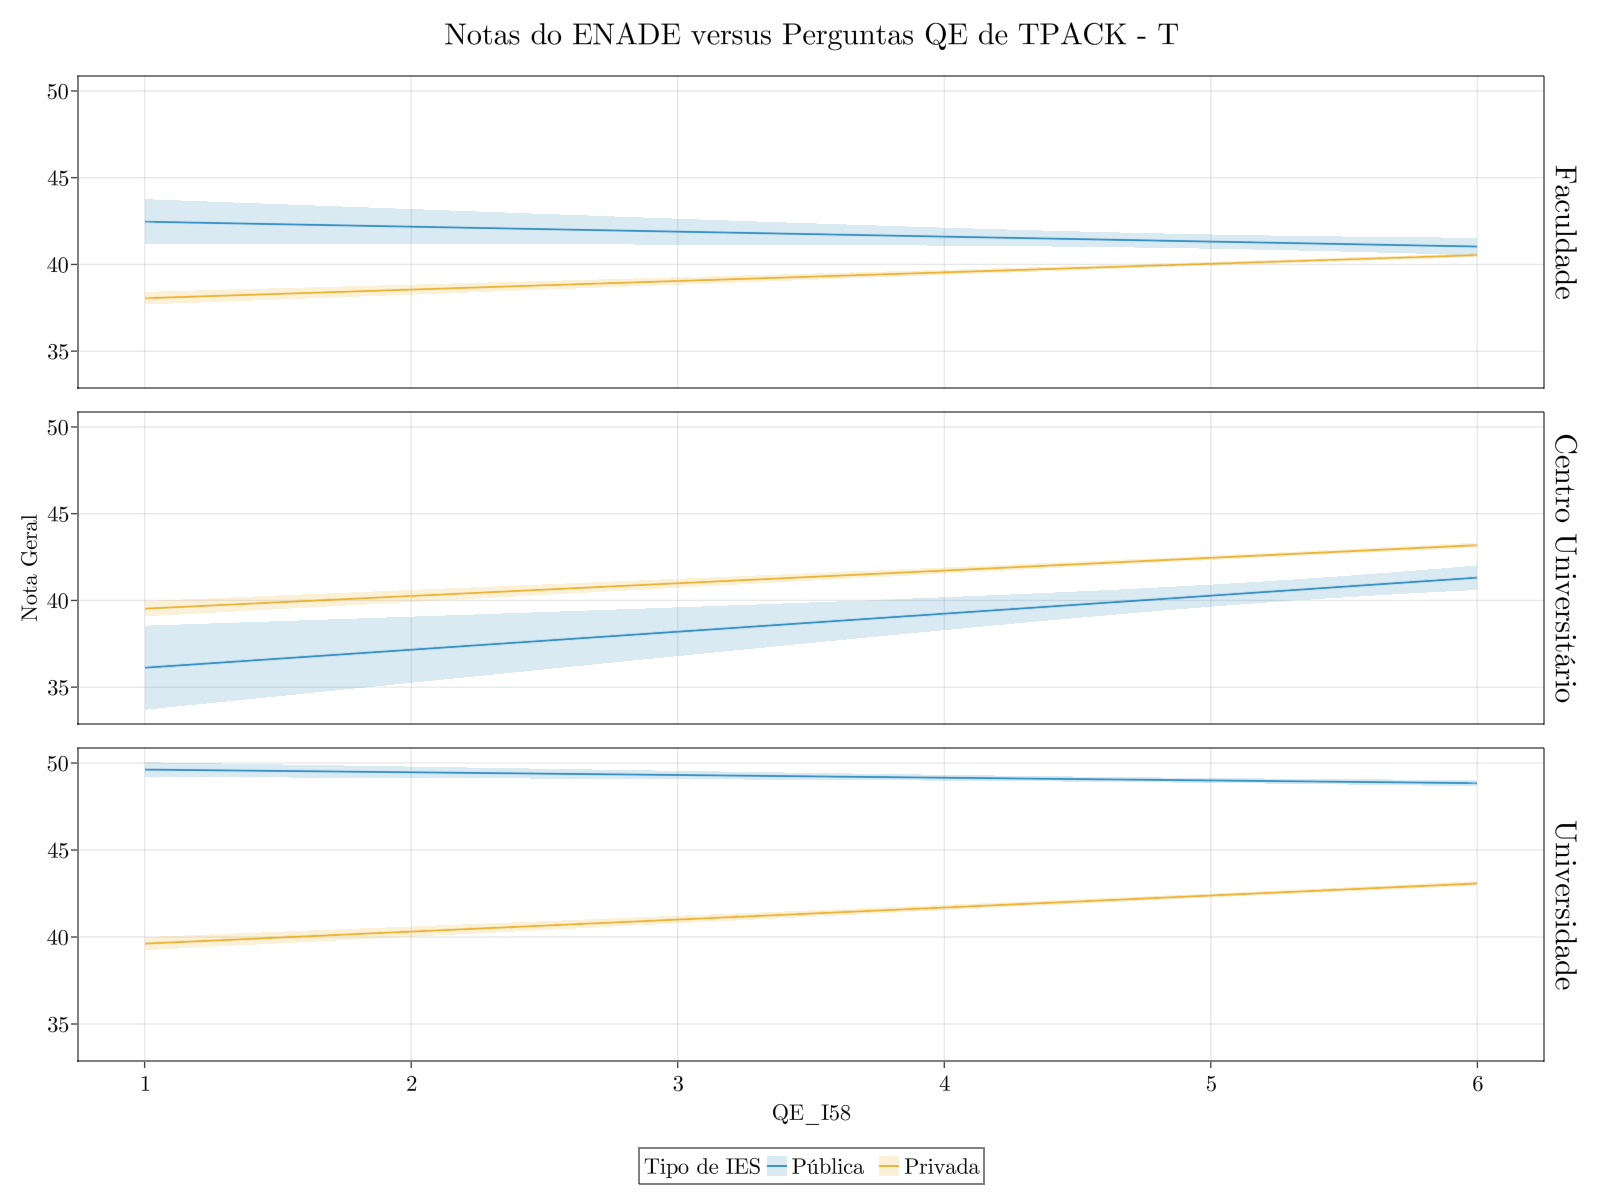 Notas do ENADE versus Perguntas QE de TPACK - T
50
45
40
35
Faculdade
50
45
40
35
Nota Geral
Centro Universitário
50
45
40
35
Universidade
1 2 3 4 5 6
QE_I58
Tipo de IES Pública Privada